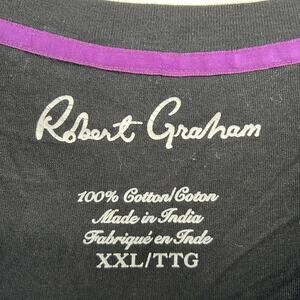 Robert Graham
100% Cotton/Coton
Made in India
Fabriqué en Inde
XXL/TTG